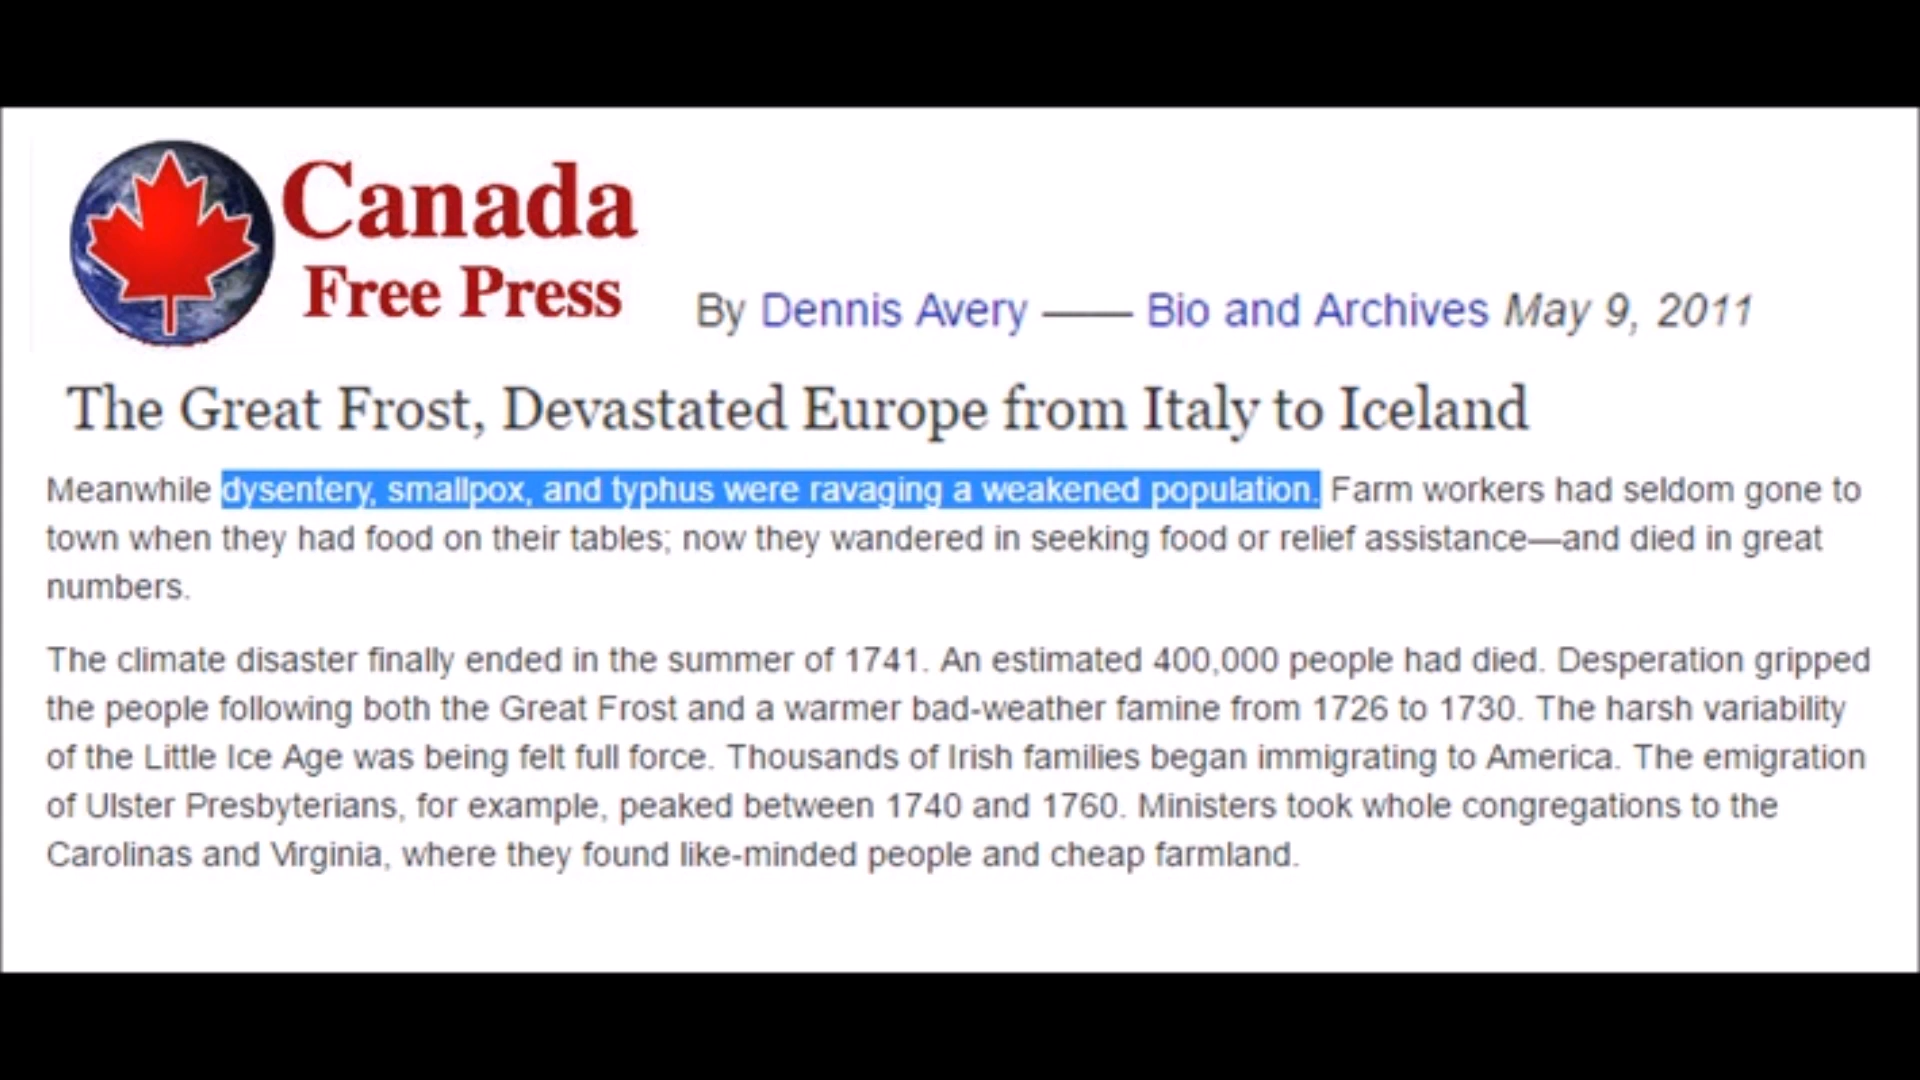 Canada
Free Press
By Dennis Avery —— Bio and Archives May 9, 2011
The Great Frost, Devastated Europe from Italy to Iceland
Meanwhile dysentery, smallpox, and typhus were ravaging a weakened population. Farm workers had seldom gone to
town when they had food on their tables; now they wandered in seeking food or relief assistance—and died in great
numbers.
The climate disaster finally ended in the summer of 1741. An estimated 400,000 people had died. Desperation gripped
the people following both the Great Frost and a warmer bad-weather famine from 1726 to 1730. The harsh variability
of the Little Ice Age was being felt full force. Thousands of Irish families began immigrating to America. The emigration
of Ulster Presbyterians, for example, peaked between 1740 and 1760. Ministers took whole congregations to the
Carolinas and Virginia, where they found like-minded people and cheap farmland.